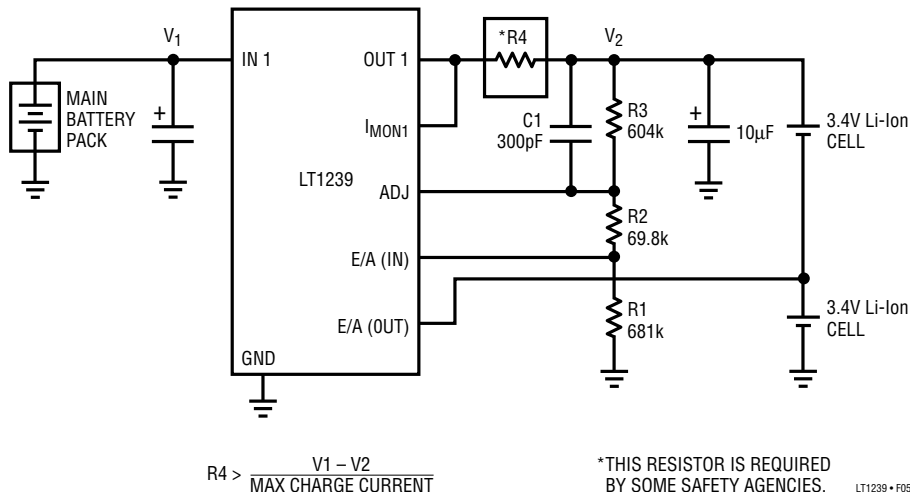 V1
V2
*R4
IN 1
OUT 1
MAIN
BATTERY
PACK
+
IMON1
C1
300pF
R3
604k
+
10µF
3.4V Li-Ion
CELL
LT1239
ADJ
R2
69.8k
E/A (IN)
E/A (OUT)
R1
681k
3.4V Li-Ion
CELL
GND
R4 > V1 – V2
MAX CHARGE CURRENT
*THIS RESISTOR IS REQUIRED
BY SOME SAFETY AGENCIES.
LT1239 • F05